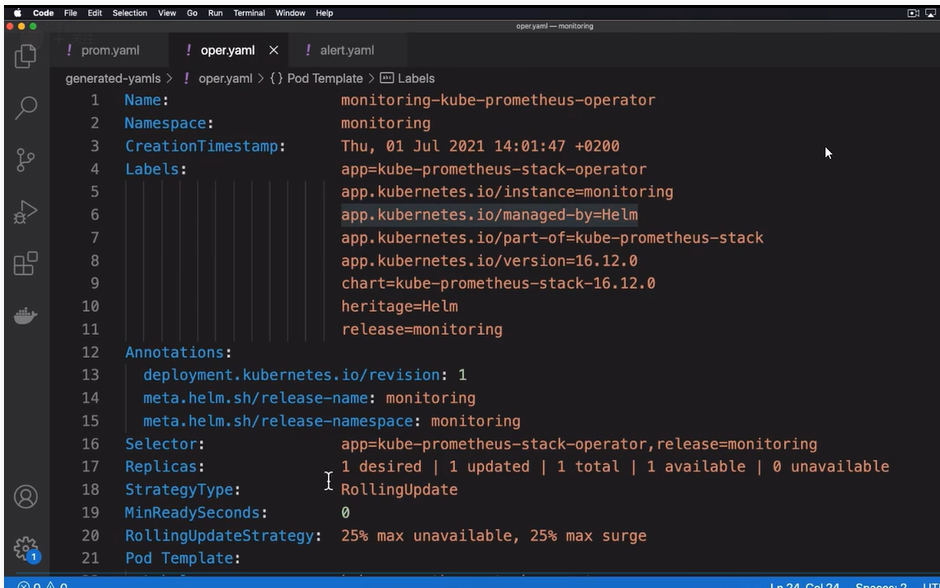 Code File Edit Selection View Go Run Terminal Window Help
oper.yaml — monitoring
! prom.yaml ! oper.yaml × ! alert.yaml
generated-yamls > ! oper.yaml > {} Pod Template > abc Labels
1 Name: monitoring-kube-prometheus-operator
2 Namespace: monitoring
3 CreationTimestamp: Thu, 01 Jul 2021 14:01:47 +0200
4 Labels: app=kube-prometheus-stack-operator
5 app.kubernetes.io/instance=monitoring
6 app.kubernetes.io/managed-by=Helm
7 app.kubernetes.io/part-of=kube-prometheus-stack
8 app.kubernetes.io/version=16.12.0
9 chart=kube-prometheus-stack-16.12.0
10 heritage=Helm
11 release=monitoring
12 Annotations:
13 deployment.kubernetes.io/revision: 1
14 meta.helm.sh/release-name: monitoring
15 meta.helm.sh/release-namespace: monitoring
16 Selector: app=kube-prometheus-stack-operator,release=monitoring
17 Replicas: 1 desired | 1 updated | 1 total | 1 available | 0 unavailable
18 StrategyType: RollingUpdate
19 MinReadySeconds: 0
20 RollingUpdateStrategy: 25% max unavailable, 25% max surge
21 Pod Template:
1
0 0 Ln 24, Col 24 Spaces: 2